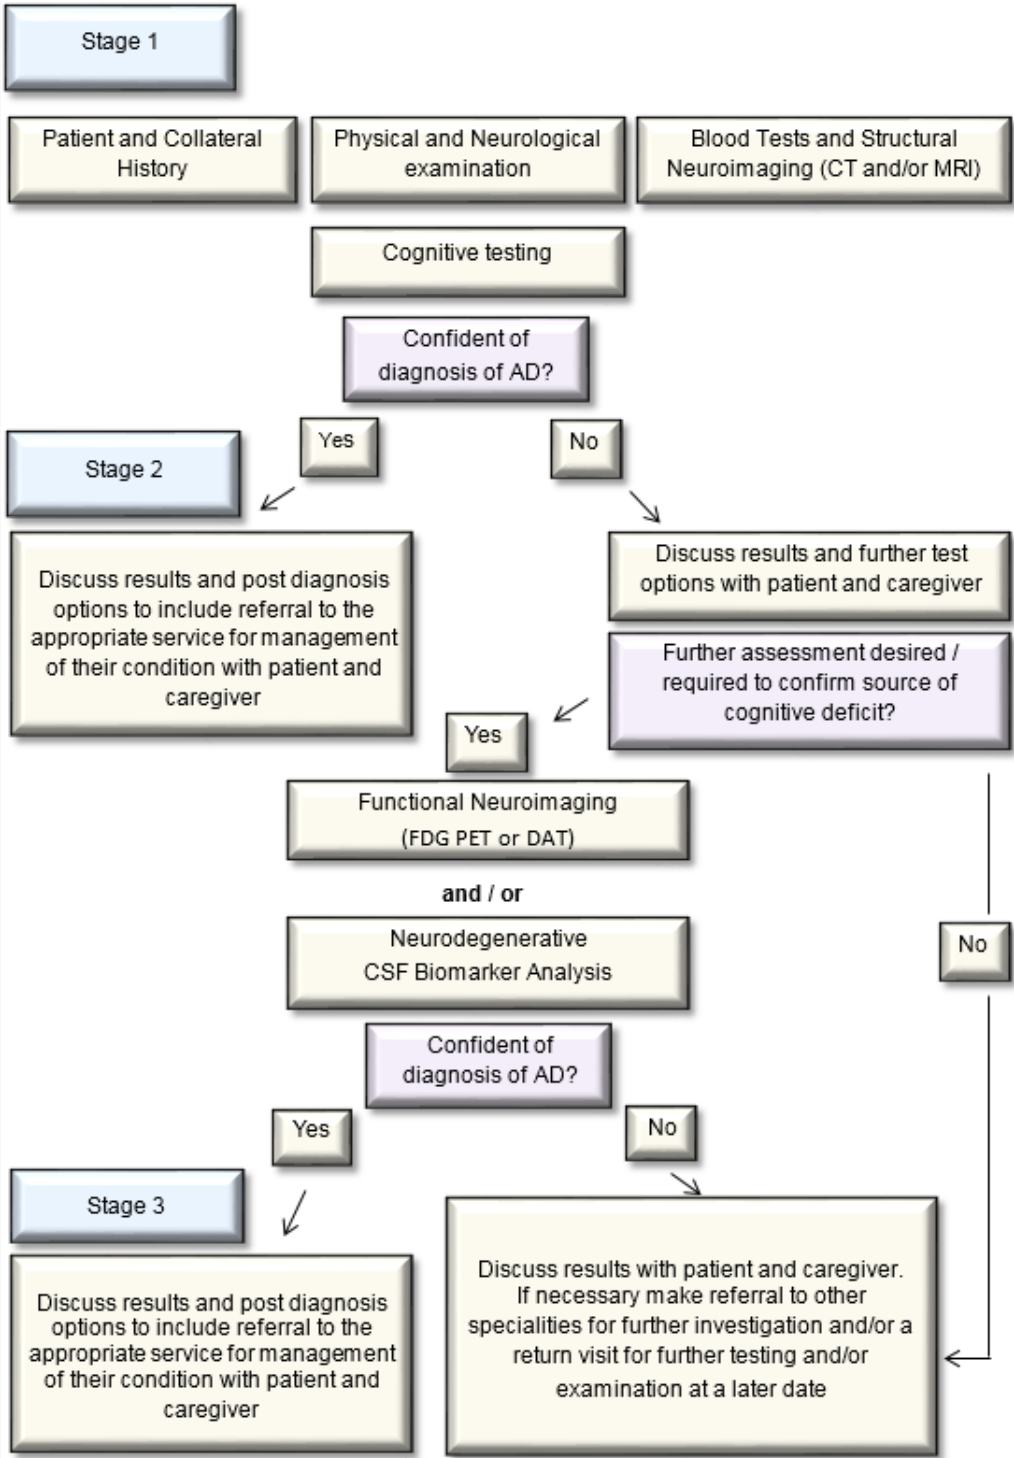 Stage 1
Patient and Collateral
History
Physical and Neurological
examination
Blood Tests and Structural
Neuroimaging (CT and/or MRI)
Cognitive testing
Confident of
diagnosis of AD?
Yes
No
Stage 2
Discuss results and post diagnosis
options to include referral to the
appropriate service for management
of their condition with patient and
caregiver
Discuss results and further test
options with patient and caregiver
Further assessment desired /
required to confirm source of
cognitive deficit?
Yes
Functional Neuroimaging
(FDG PET or DAT)
and / or
Neurodegenerative
CSF Biomarker Analysis
No
Confident of
diagnosis of AD?
Yes
No
Stage 3
Discuss results and post diagnosis
options to include referral to the
appropriate service for management
of their condition with patient and
caregiver
Discuss results with patient and caregiver.
If necessary make referral to other
specialities for further investigation and/or a
return visit for further testing and/or
examination at a later date